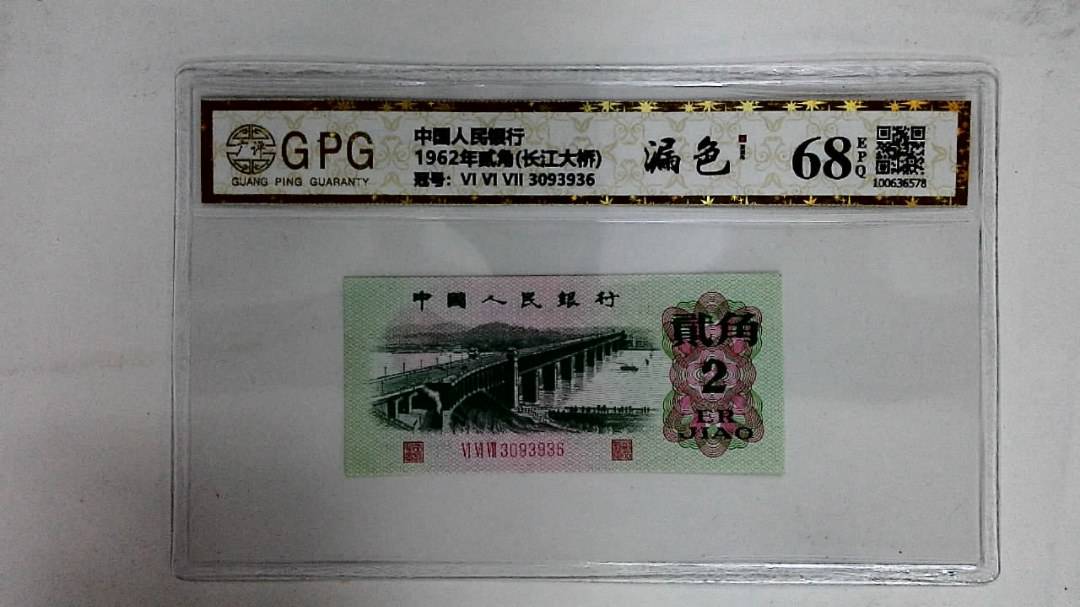 广评
GPG
GUANG PING GUARANTY
中国人民银行
1962年贰角(长江大桥)
冠号: VI VI VII 3093936
漏色
68
EPQ
100636578
中國人民銀行
貳角
2
ER
JIAO
VI VI VII 3093936